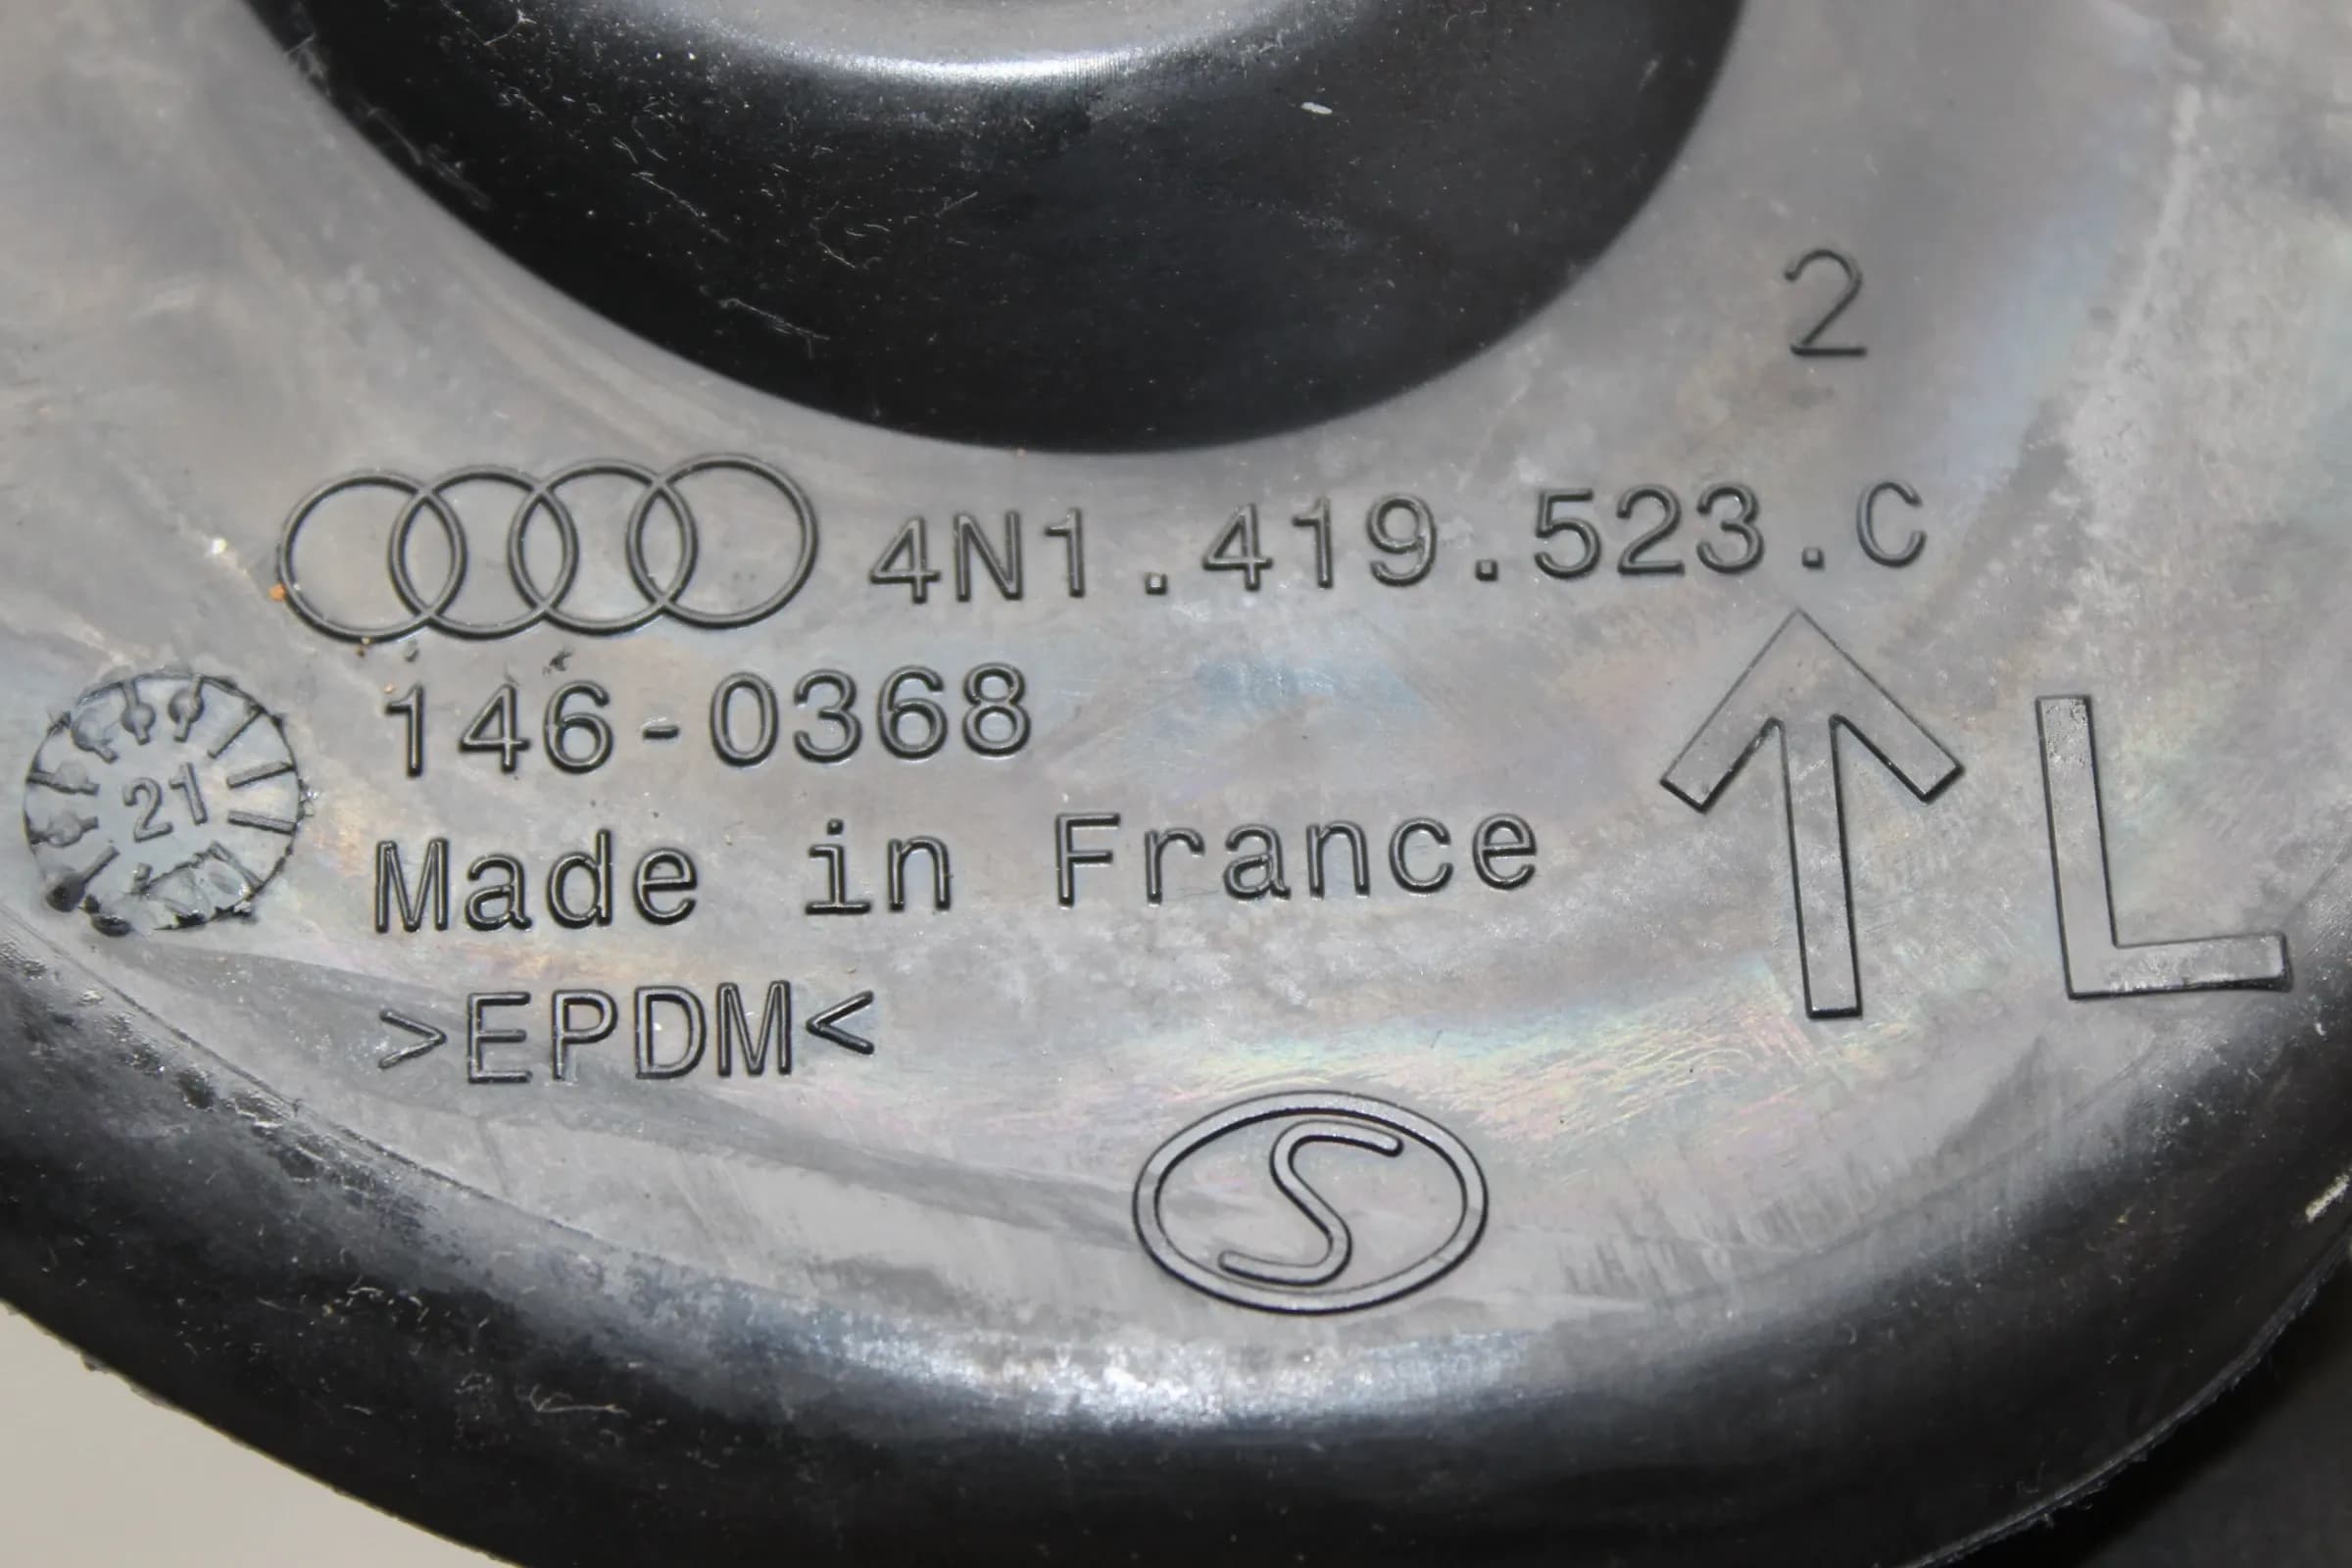 2
4N1.419.523.C
146-0368
21
Made in France
L
>EPDM<
S